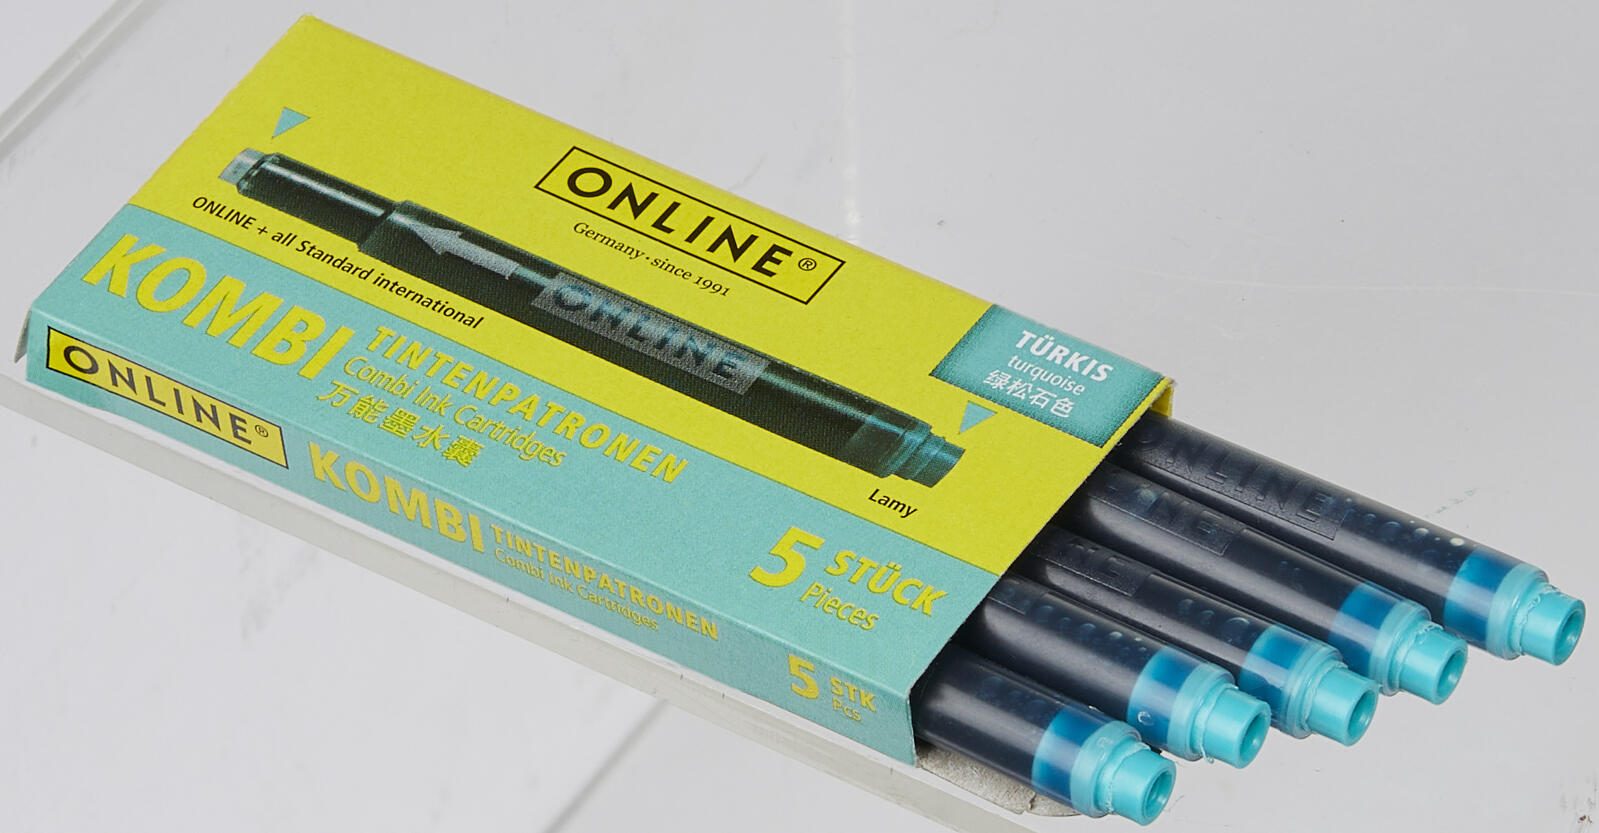 ONLINE®
Germany · since 1991
ONLINE
ONLINE + all Standard international
Lamy
TÜRKIS
turquoise
绿松石色
KOMBI TINTENPATRONEN
Combi Ink Cartridges
万能墨水囊
5 STÜCK
Pieces
ONLINE® KOMBI TINTENPATRONEN
Combi Ink Cartridges
5 STK
Pcs
ONLINE